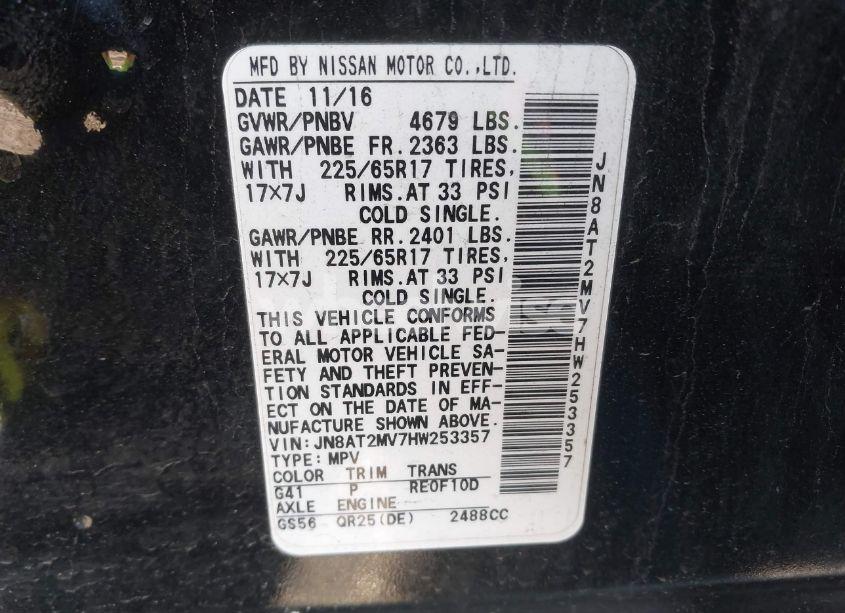 MFD BY NISSAN MOTOR CO.,LTD.
DATE 11/16
GVWR/PNBV 4679 LBS.
GAWR/PNBE FR. 2363 LBS.
WITH 225/65R17 TIRES,
17×7J RIMS.AT 33 PSI
COLD SINGLE.
GAWR/PNBE RR. 2401 LBS.
WITH 225/65R17 TIRES,
17×7J RIMS.AT 33 PSI
COLD SINGLE.
THIS VEHICLE CONFORMS
TO ALL APPLICABLE FED-
ERAL MOTOR VEHICLE SA-
FETY AND THEFT PREVEN-
TION STANDARDS IN EFF-
ECT ON THE DATE OF MA-
NUFACTURE SHOWN ABOVE.
VIN:JN8AT2MV7HW253357
TYPE:MPV
COLOR TRIM TRANS
G41 P RE0F10D
AXLE ENGINE
GS56 QR25(DE) 2488CC
JN8AT2MV7HW253357